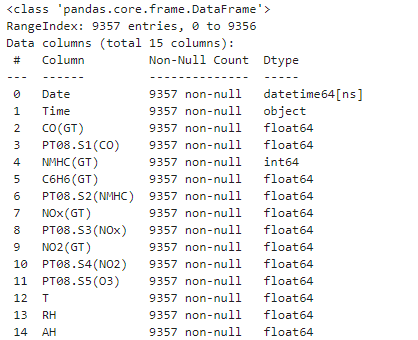 <class 'pandas.core.frame.DataFrame'>
RangeIndex: 9357 entries, 0 to 9356
Data columns (total 15 columns):
 #   Column         Non-Null Count  Dtype
---  ------         --------------  -----
 0   Date           9357 non-null   datetime64[ns]
 1   Time           9357 non-null   object
 2   CO(GT)         9357 non-null   float64
 3   PT08.S1(CO)    9357 non-null   float64
 4   NMHC(GT)       9357 non-null   int64
 5   C6H6(GT)       9357 non-null   float64
 6   PT08.S2(NMHC)  9357 non-null   float64
 7   NOx(GT)        9357 non-null   float64
 8   PT08.S3(NOx)   9357 non-null   float64
 9   NO2(GT)        9357 non-null   float64
 10  PT08.S4(NO2)   9357 non-null   float64
 11  PT08.S5(O3)    9357 non-null   float64
 12  T              9357 non-null   float64
 13  RH             9357 non-null   float64
 14  AH             9357 non-null   float64